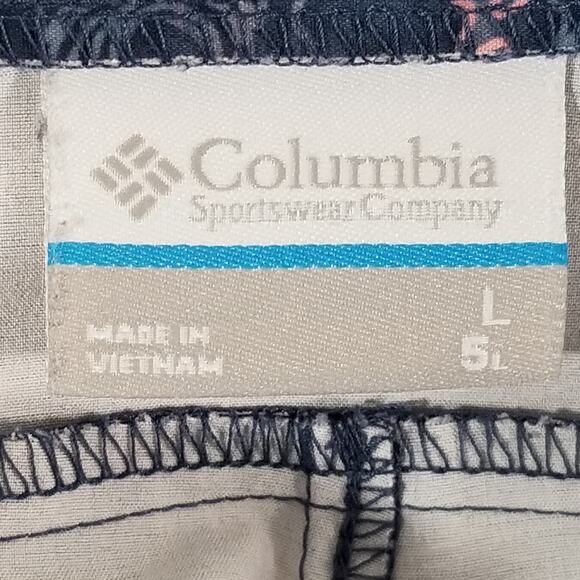 Columbia
Sportswear Company
L
MADE IN 5L
VIETNAM